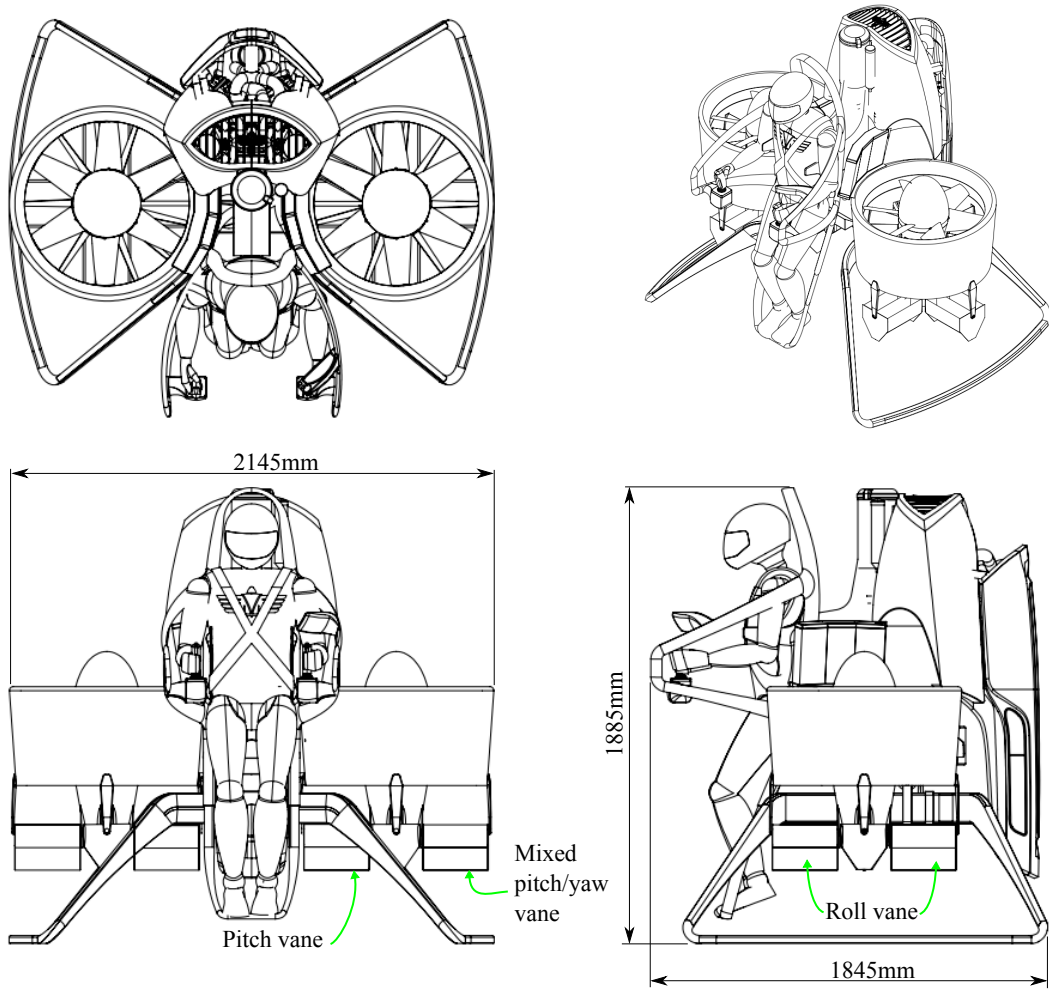 2145mm
1885mm
Mixed
pitch/yaw
vane
Pitch vane
Roll vane
1845mm